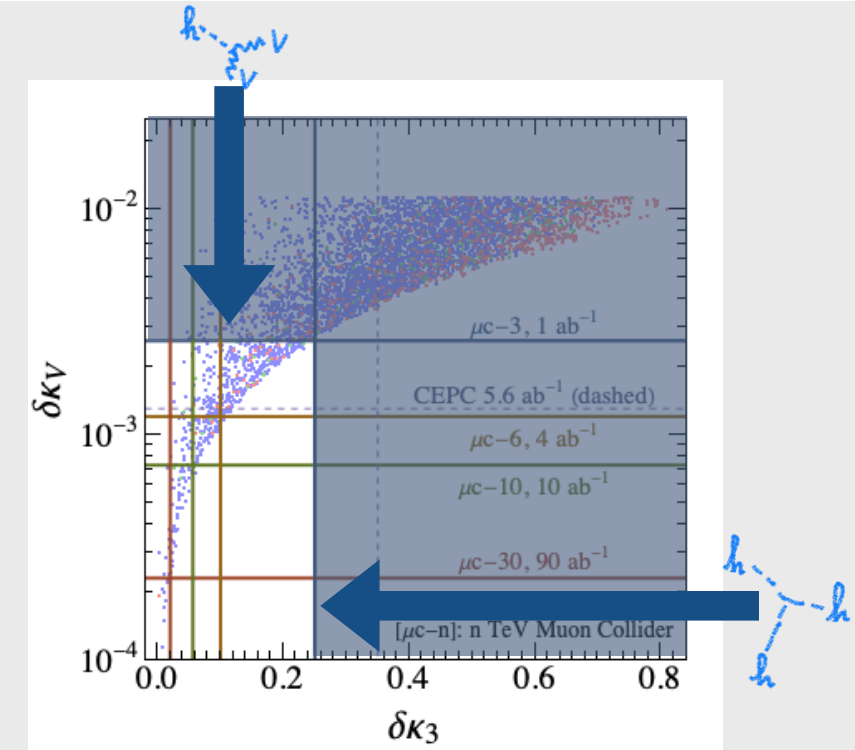 h V
V
10⁻²
μc−3, 1 ab⁻¹
δκV
CEPC 5.6 ab⁻¹ (dashed)
10⁻³
μc−6, 4 ab⁻¹
μc−10, 10 ab⁻¹
μc−30, 90 ab⁻¹
h
h
[μc−n]: n TeV Muon Collider
10⁻⁴
h
0.0 0.2 0.4 0.6 0.8
δκ₃